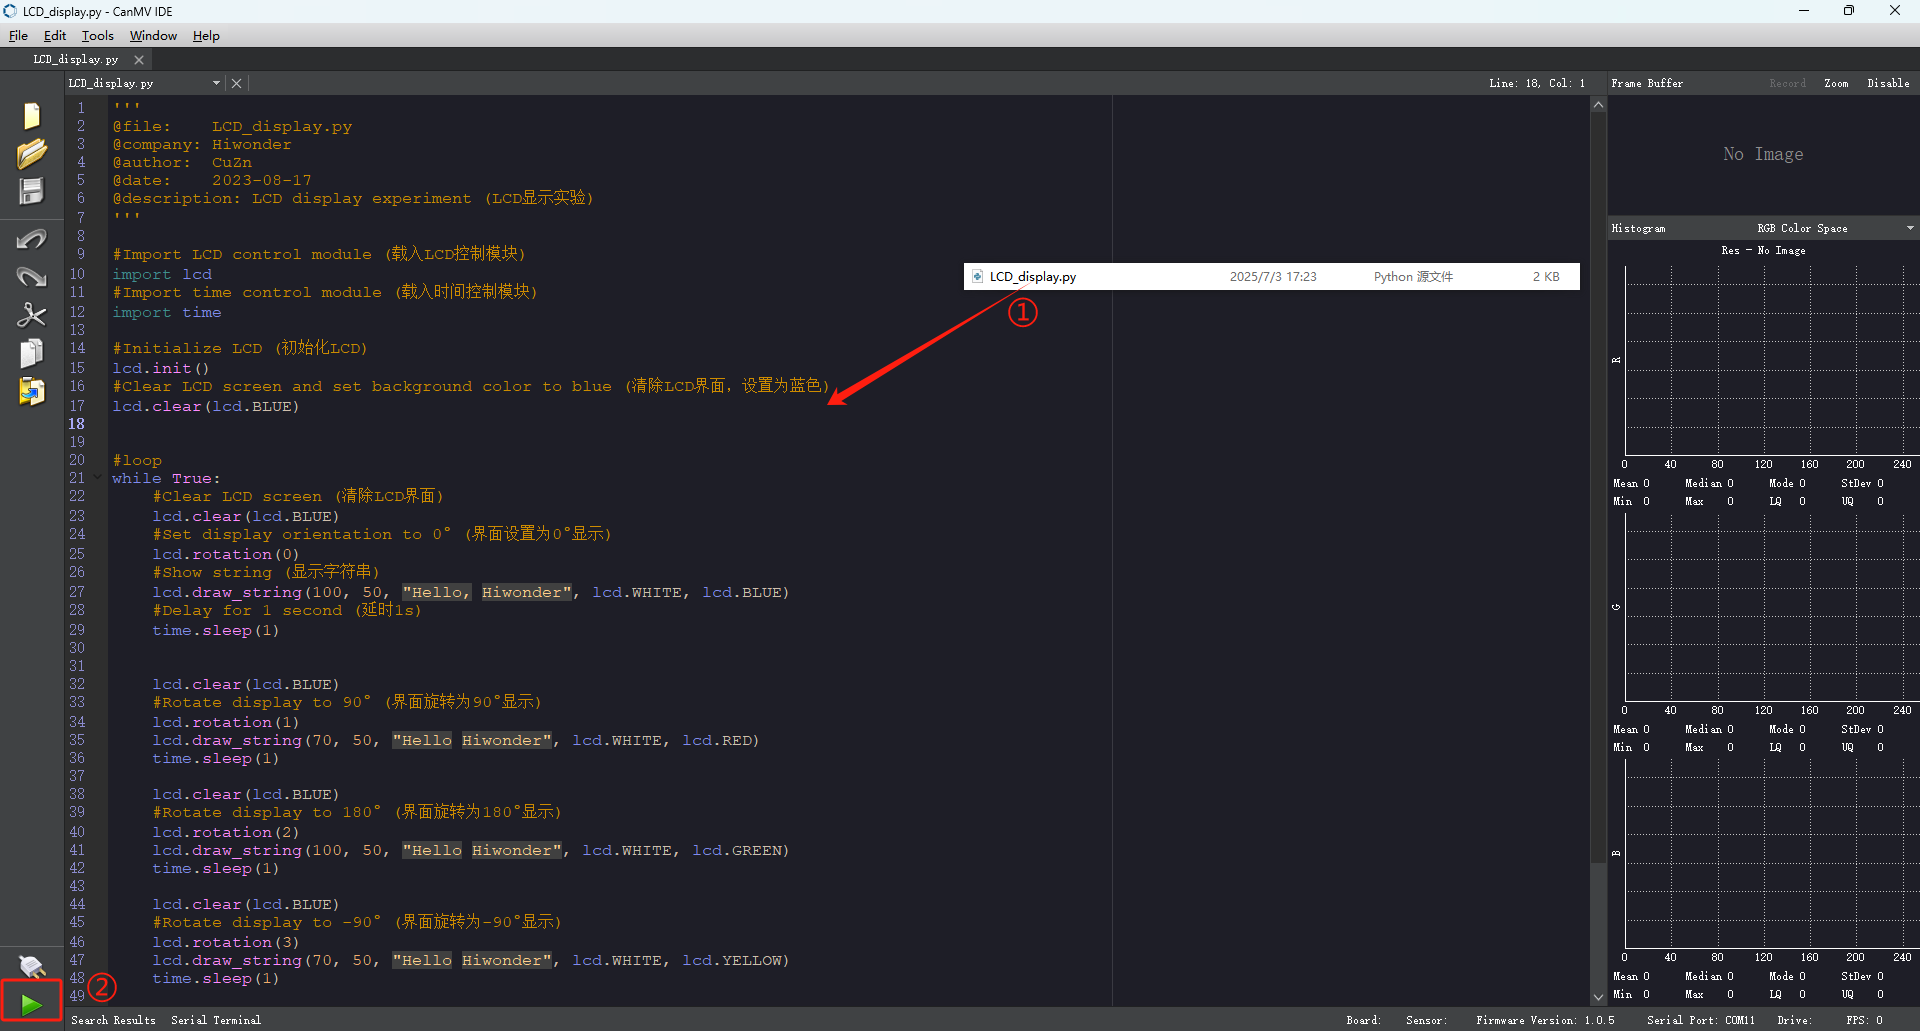 LCD_display.py - CanMV IDE
File Edit Tools Window Help
LCD_display.py
LCD_display.py
Line: 18, Col: 1
Frame Buffer Record Zoom Disable
1 '''
2 @file: LCD_display.py
3 @company: Hiwonder
4 @author: CuZn
5 @date: 2023-08-17
6 @description: LCD display experiment (LCD显示实验)
7 '''
8
9 #Import LCD control module (载入LCD控制模块)
10 import lcd
11 #Import time control module (载入时间控制模块)
12 import time
13
14 #Initialize LCD (初始化LCD)
15 lcd.init()
16 #Clear LCD screen and set background color to blue (清除LCD界面，设置为蓝色)
17 lcd.clear(lcd.BLUE)
18
19
20 #loop
21 while True:
22 #Clear LCD screen (清除LCD界面)
23 lcd.clear(lcd.BLUE)
24 #Set display orientation to 0° (界面设置为0°显示)
25 lcd.rotation(0)
26 #Show string (显示字符串)
27 lcd.draw_string(100, 50, "Hello, Hiwonder", lcd.WHITE, lcd.BLUE)
28 #Delay for 1 second (延时1s)
29 time.sleep(1)
30
31
32 lcd.clear(lcd.BLUE)
33 #Rotate display to 90° (界面旋转为90°显示)
34 lcd.rotation(1)
35 lcd.draw_string(70, 50, "Hello Hiwonder", lcd.WHITE, lcd.RED)
36 time.sleep(1)
37
38 lcd.clear(lcd.BLUE)
39 #Rotate display to 180° (界面旋转为180°显示)
40 lcd.rotation(2)
41 lcd.draw_string(100, 50, "Hello Hiwonder", lcd.WHITE, lcd.GREEN)
42 time.sleep(1)
43
44 lcd.clear(lcd.BLUE)
45 #Rotate display to -90° (界面旋转为-90°显示)
46 lcd.rotation(3)
47 lcd.draw_string(70, 50, "Hello Hiwonder", lcd.WHITE, lcd.YELLOW)
48 time.sleep(1)
49
LCD_display.py 2025/7/3 17:23 Python 源文件 2 KB
①
②
No Image
Histogram RGB Color Space
Res - No Image
R
0 40 80 120 160 200 240
Mean 0 Median 0 Mode 0 StDev 0
Min 0 Max 0 LQ 0 UQ 0
G
0 40 80 120 160 200 240
Mean 0 Median 0 Mode 0 StDev 0
Min 0 Max 0 LQ 0 UQ 0
B
0 40 80 120 160 200 240
Mean 0 Median 0 Mode 0 StDev 0
Min 0 Max 0 LQ 0 UQ 0
Search Results Serial Terminal
Board: Sensor: Firmware Version: 1.0.5 Serial Port: COM11 Drive: FPS: 0